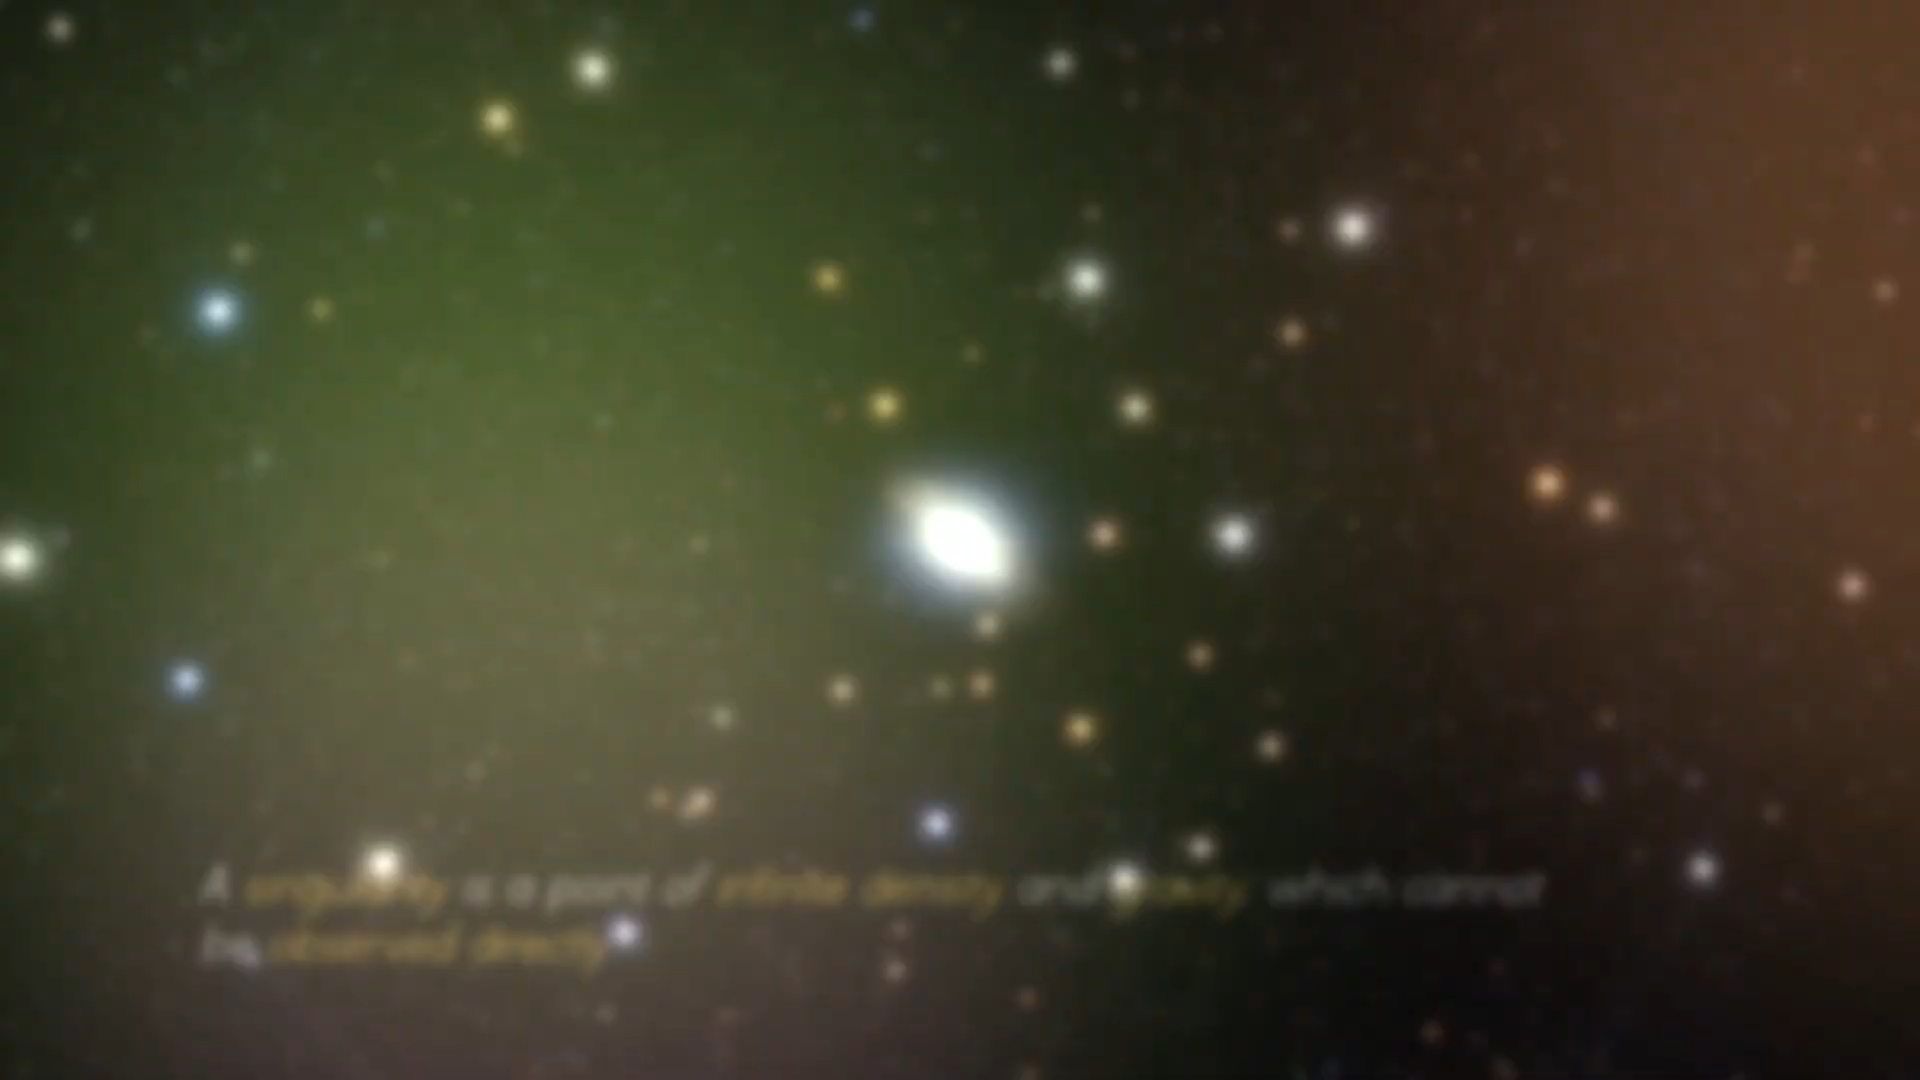 A singularity is a point of infinite density and gravity which cannot
be observed directly